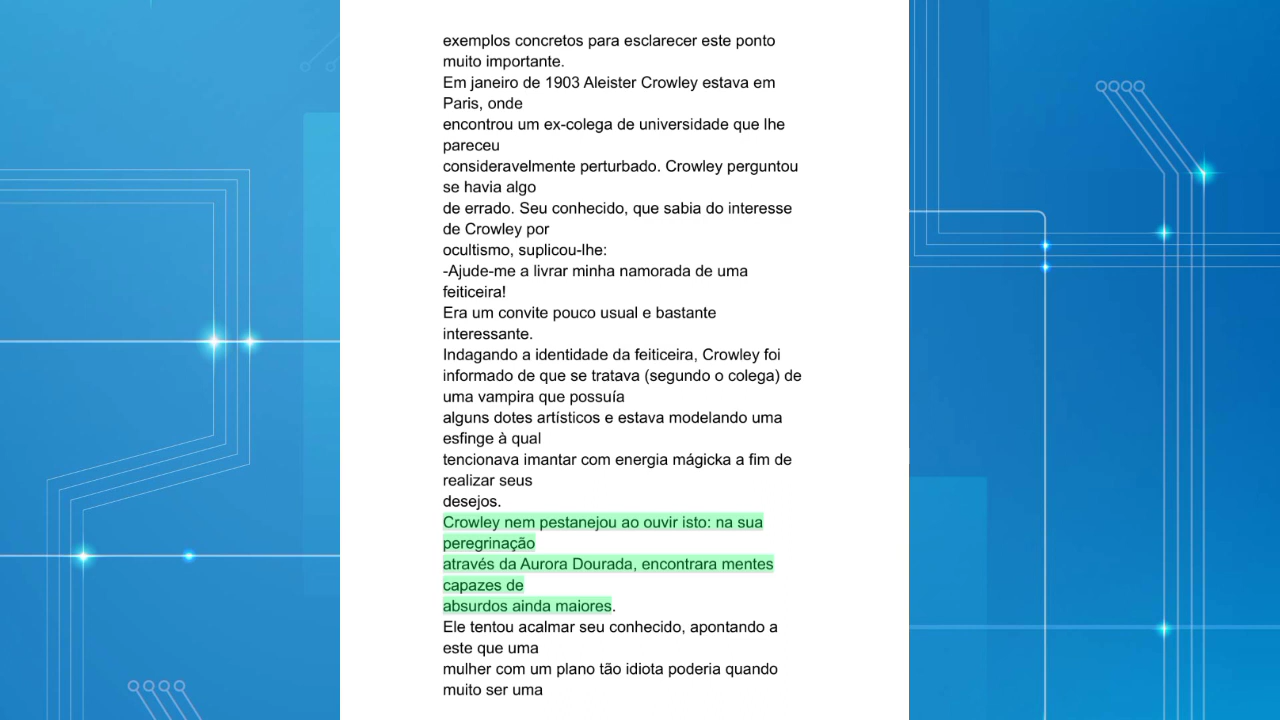 exemplos concretos para esclarecer este ponto
muito importante.
Em janeiro de 1903 Aleister Crowley estava em
Paris, onde
encontrou um ex-colega de universidade que lhe
pareceu
consideravelmente perturbado. Crowley perguntou
se havia algo
de errado. Seu conhecido, que sabia do interesse
de Crowley por
ocultismo, suplicou-lhe:
-Ajude-me a livrar minha namorada de uma
feiticeira!
Era um convite pouco usual e bastante
interessante.
Indagando a identidade da feiticeira, Crowley foi
informado de que se tratava (segundo o colega) de
uma vampira que possuía
alguns dotes artísticos e estava modelando uma
esfinge à qual
tencionava imantar com energia mágicka a fim de
realizar seus
desejos.
Crowley nem pestanejou ao ouvir isto: na sua
peregrinação
através da Aurora Dourada, encontrara mentes
capazes de
absurdos ainda maiores.
Ele tentou acalmar seu conhecido, apontando a
este que uma
mulher com um plano tão idiota poderia quando
muito ser uma